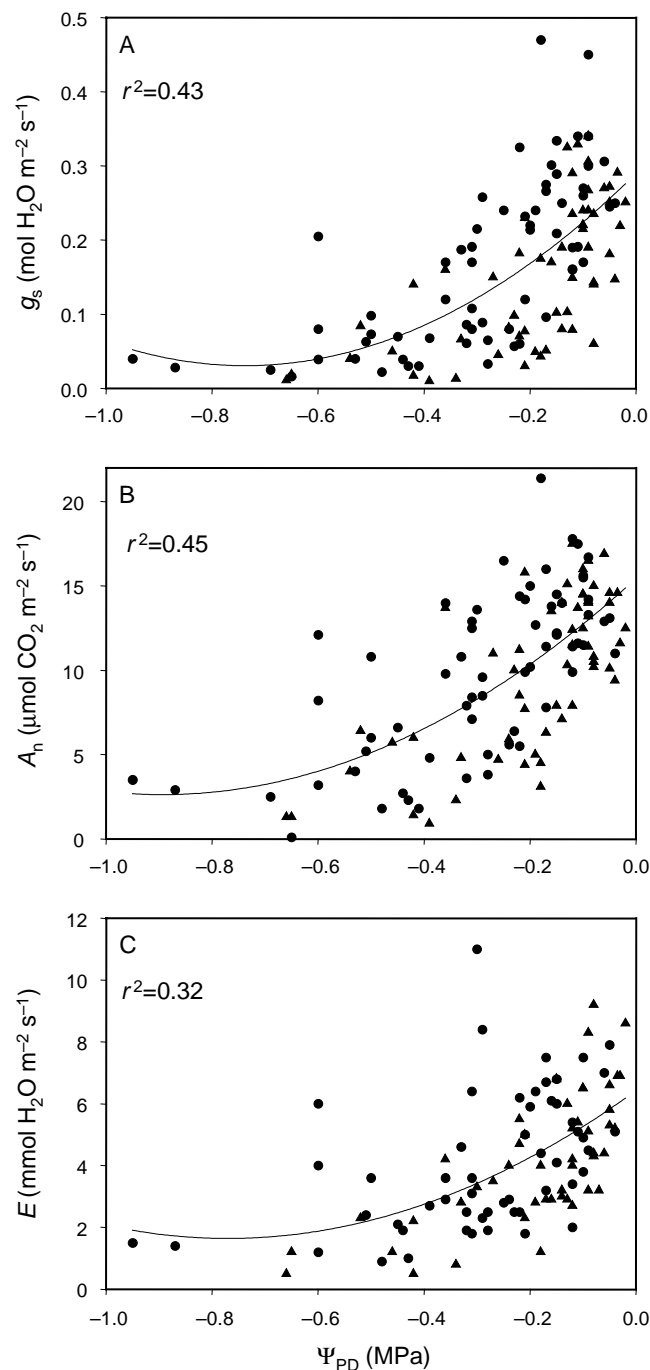 A
r²=0.43
gₛ (mol H₂O m⁻² s⁻¹)
0.5
0.4
0.3
0.2
0.1
0.0
−1.0 −0.8 −0.6 −0.4 −0.2 0.0
B
r²=0.45
Aₙ (µmol CO₂ m⁻² s⁻¹)
20
15
10
5
0
−1.0 −0.8 −0.6 −0.4 −0.2 0.0
C
r²=0.32
E (mmol H₂O m⁻² s⁻¹)
12
10
8
6
4
2
0
−1.0 −0.8 −0.6 −0.4 −0.2 0.0
Ψ_PD (MPa)